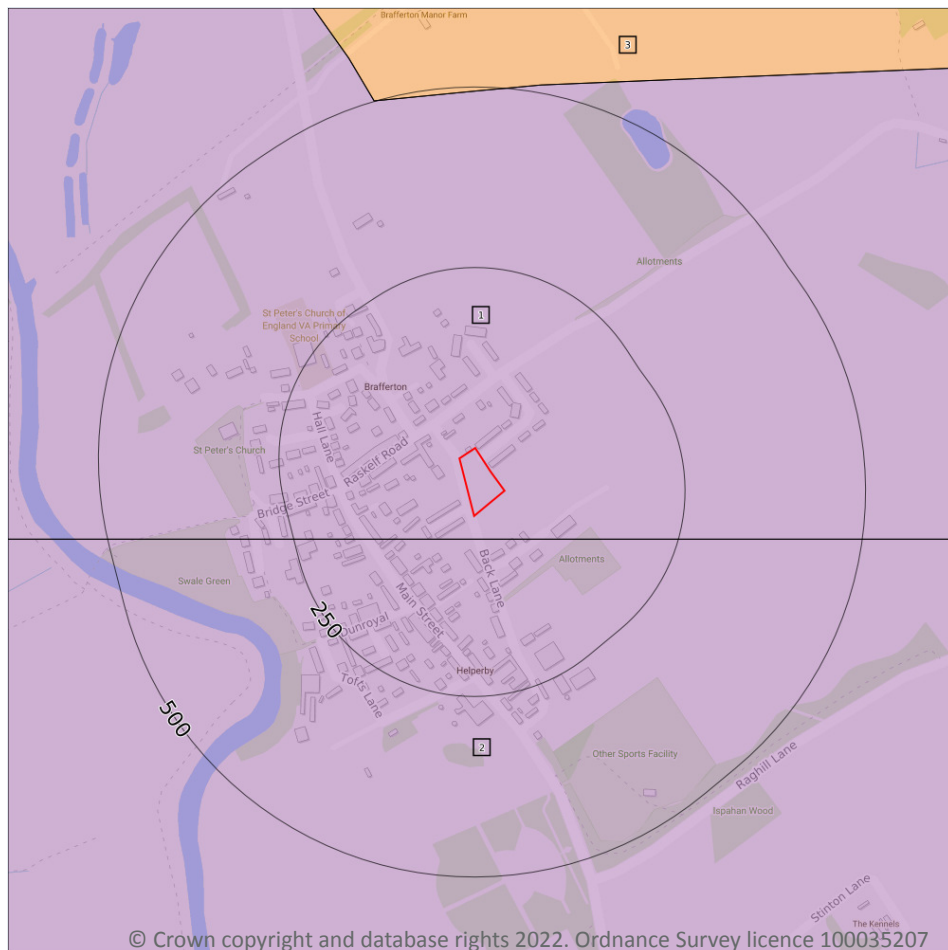 Brafferton Manor Farm
3
Allotments
1
St Peter's Church of
England VA Primary
School
Brafferton
Hall Lane
Raskelf Road
St Peter's Church
Bridge Street
Swale Green
Back Lane
Allotments
250
Main Street
Dunroyal
Helperby
Tofts Lane
500
2
Other Sports Facility
Raghill Lane
Ispahan Wood
Stinton Lane
The Kennels
© Crown copyright and database rights 2022. Ordnance Survey licence 100035207